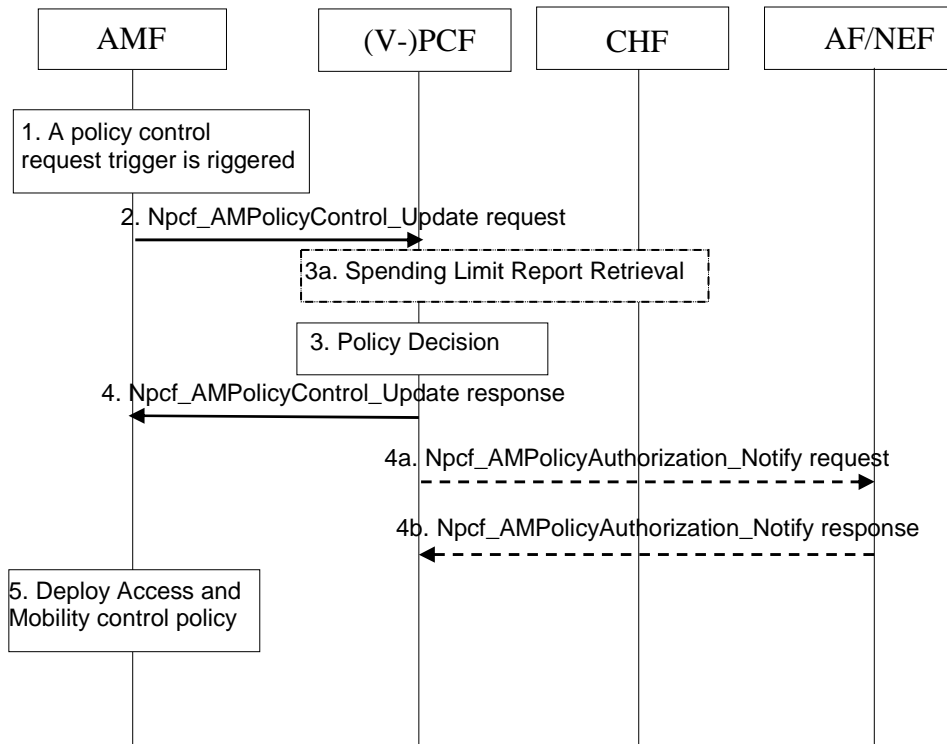 AMF
(V-)PCF
CHF
AF/NEF
1. A policy control
request trigger is riggered
2. Npcf_AMPolicyControl_Update request
3a. Spending Limit Report Retrieval
3. Policy Decision
4. Npcf_AMPolicyControl_Update response
4a. Npcf_AMPolicyAuthorization_Notify request
4b. Npcf_AMPolicyAuthorization_Notify response
5. Deploy Access and
Mobility control policy